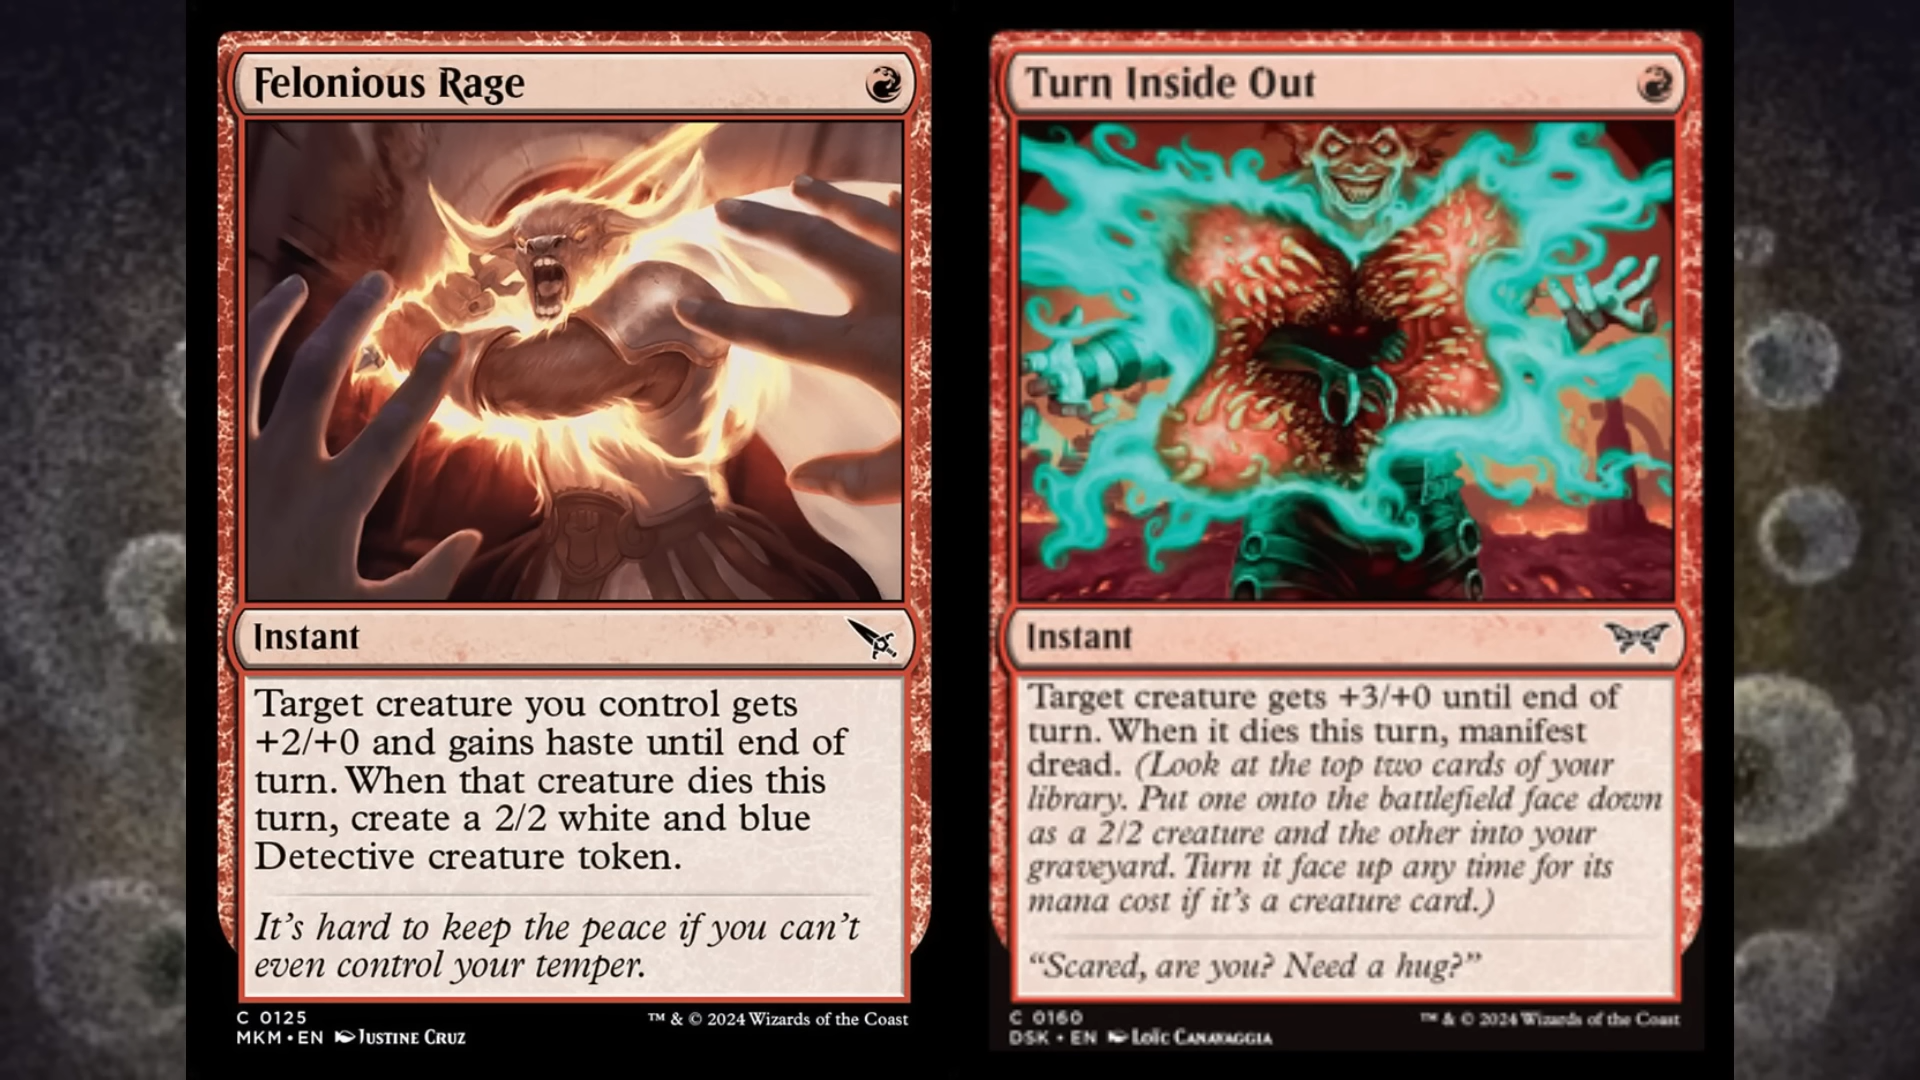 Felonious Rage
Instant
Target creature you control gets
+2/+0 and gains haste until end of
turn. When that creature dies this
turn, create a 2/2 white and blue
Detective creature token.
It's hard to keep the peace if you can't
even control your temper.
C 0125
MKM • EN Justine Cruz
™ & © 2024 Wizards of the Coast
Turn Inside Out
Instant
Target creature gets +3/+0 until end of
turn. When it dies this turn, manifest
dread. (Look at the top two cards of your
library. Put one onto the battlefield face down
as a 2/2 creature and the other into your
graveyard. Turn it face up any time for its
mana cost if it's a creature card.)
"Scared, are you? Need a hug?"
C 0160
DSK • EN Loïc Canavaggia
™ & © 2024 Wizards of the Coast